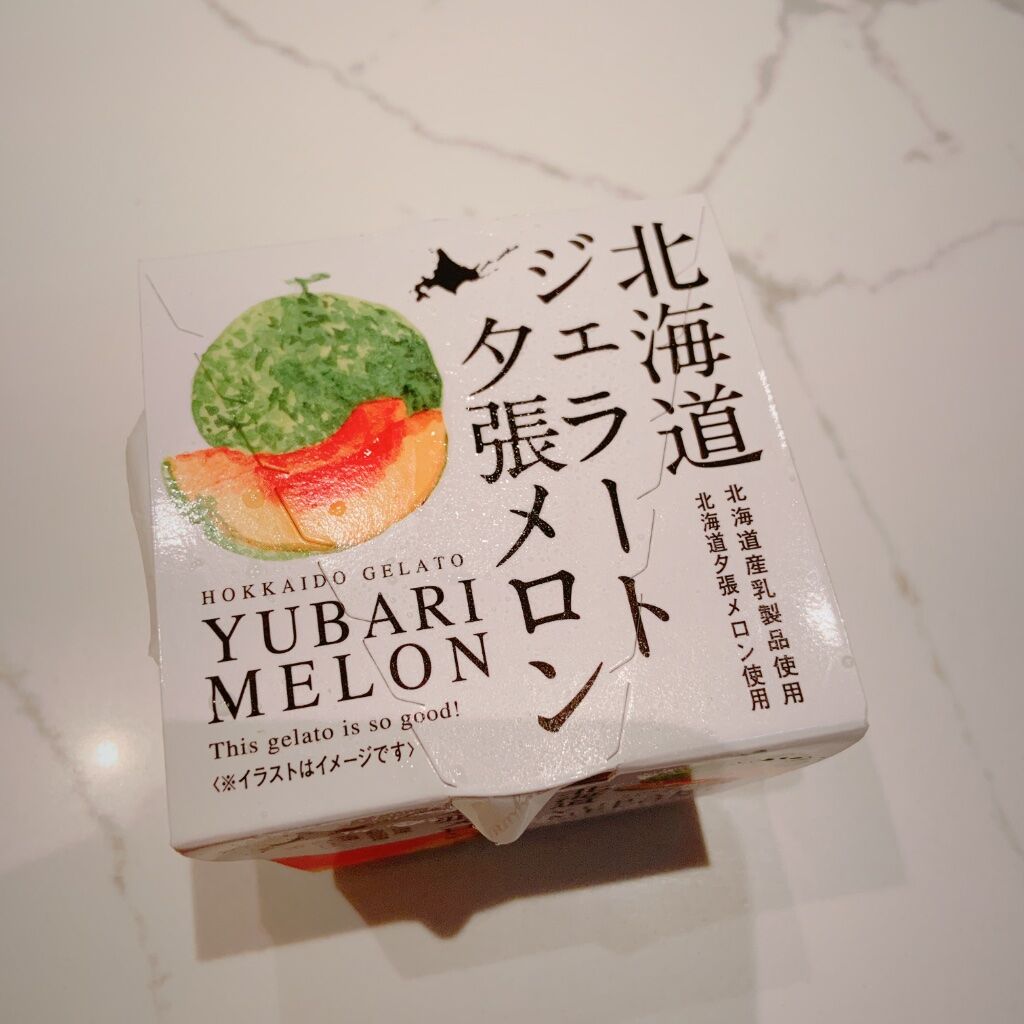 北海道
ジェラート
夕張メロン
北海道産乳製品使用
北海道夕張メロン使用
HOKKAIDO GELATO
YUBARI
MELON
This gelato is so good!
〈※イラストはイメージです〉